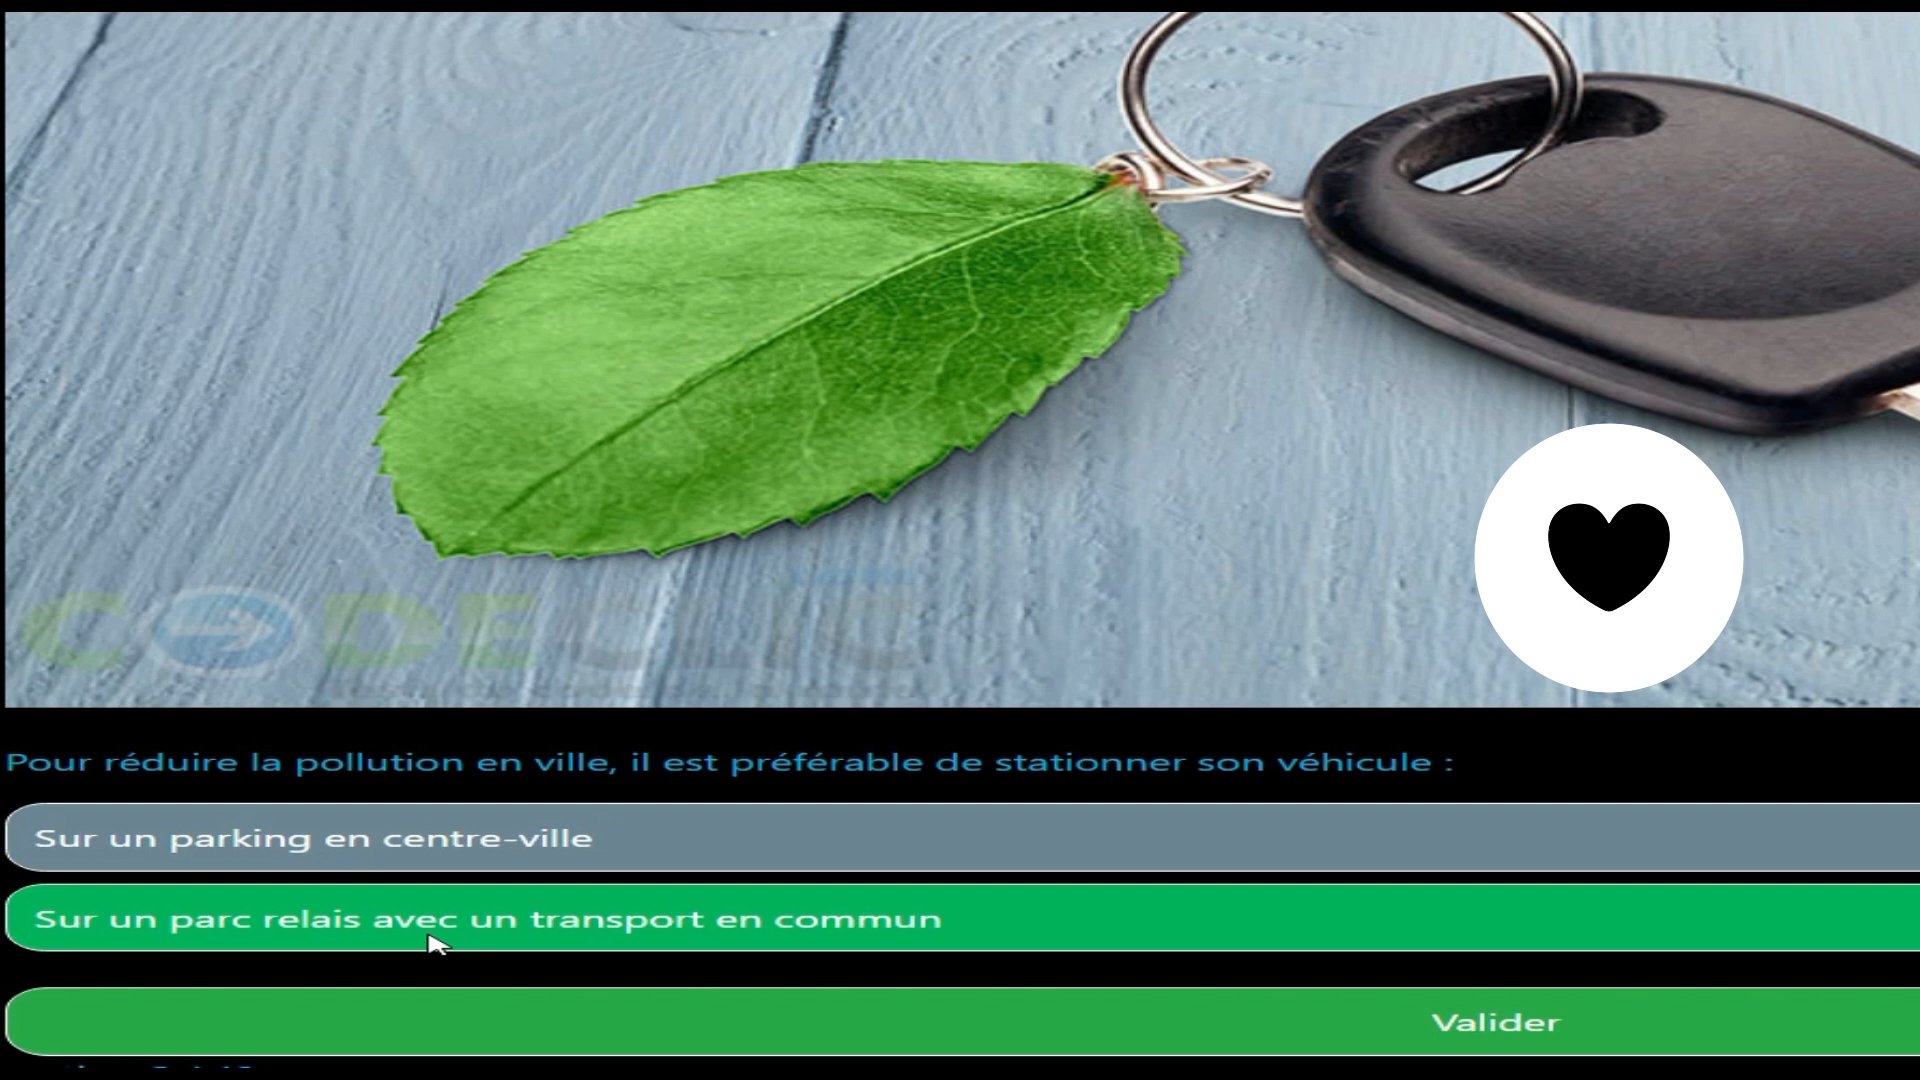 CODECLIC
Pour réduire la pollution en ville, il est préférable de stationner son véhicule :
Sur un parking en centre-ville
Sur un parc relais avec un transport en commun
Valider